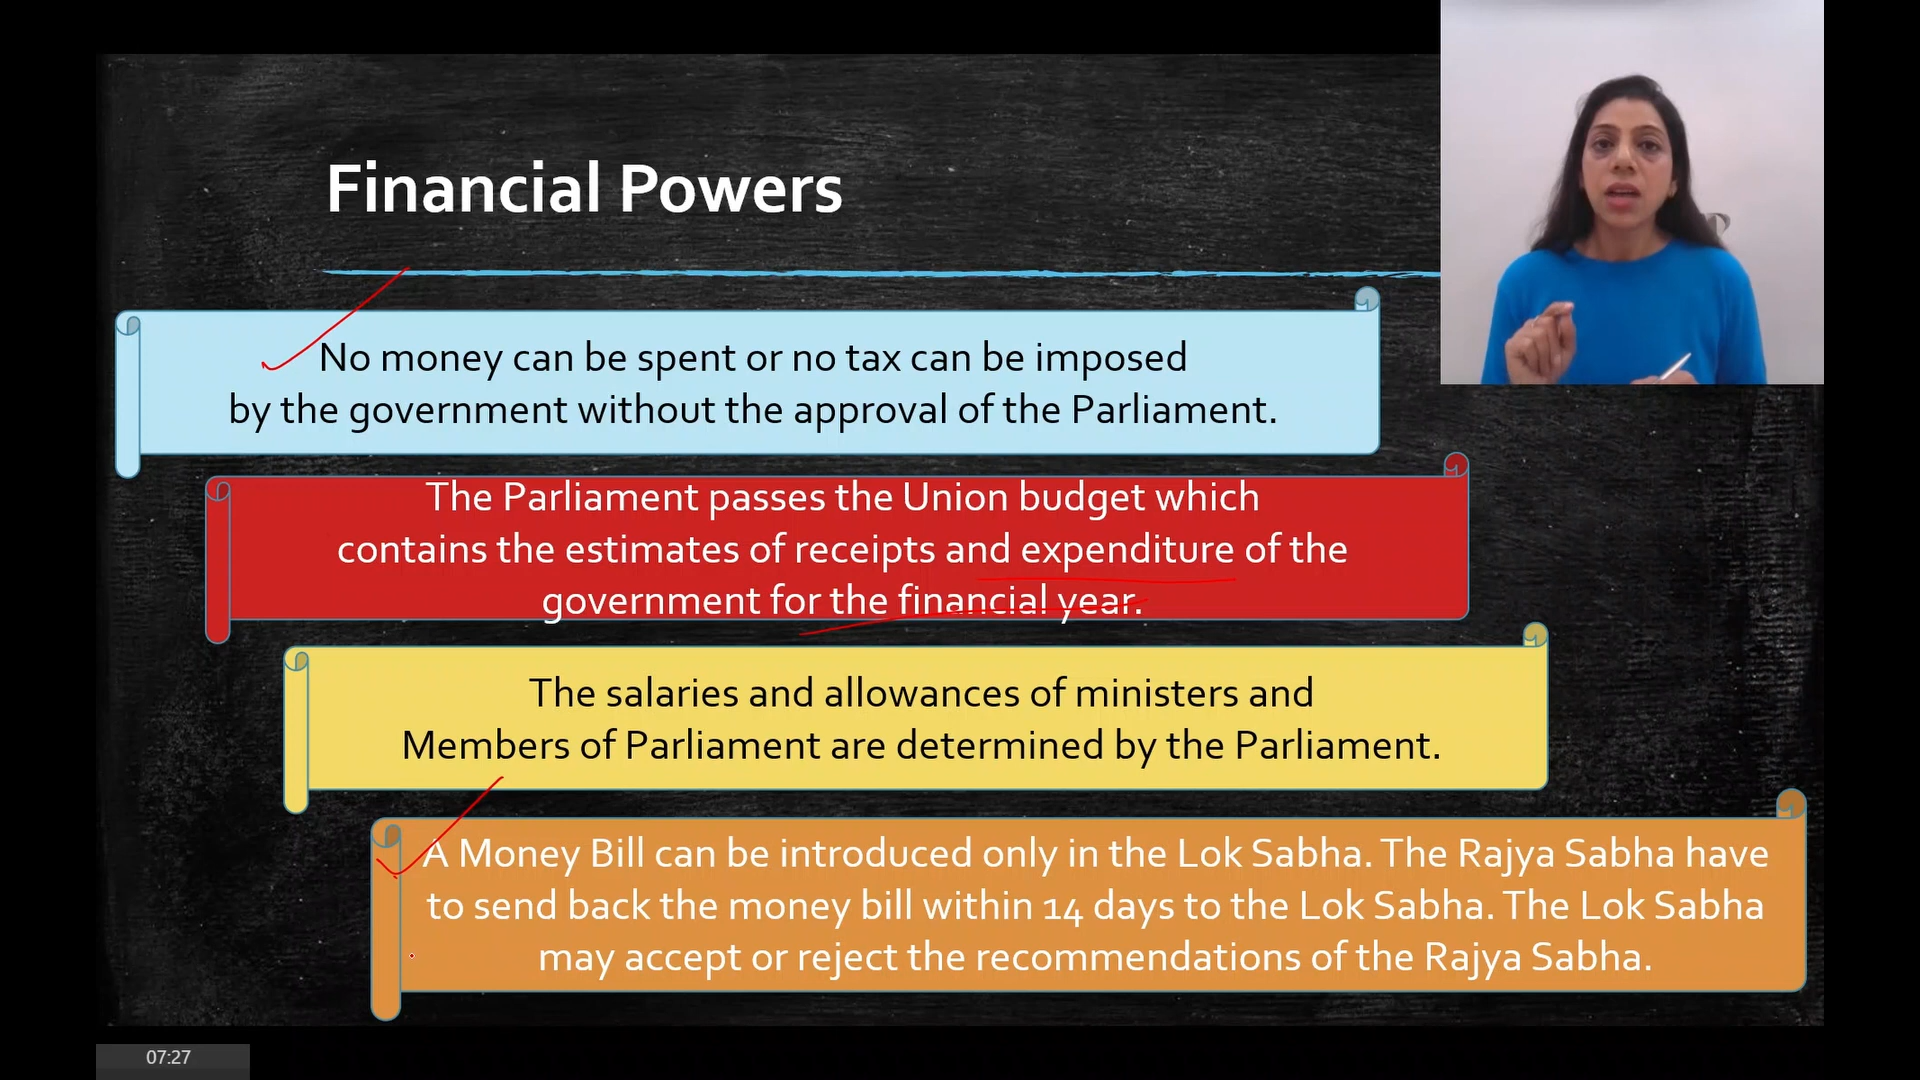 Financial Powers
No money can be spent or no tax can be imposed
by the government without the approval of the Parliament.
The Parliament passes the Union budget which
contains the estimates of receipts and expenditure of the
government for the financial year.
The salaries and allowances of ministers and
Members of Parliament are determined by the Parliament.
A Money Bill can be introduced only in the Lok Sabha. The Rajya Sabha have
to send back the money bill within 14 days to the Lok Sabha. The Lok Sabha
may accept or reject the recommendations of the Rajya Sabha.
07:27